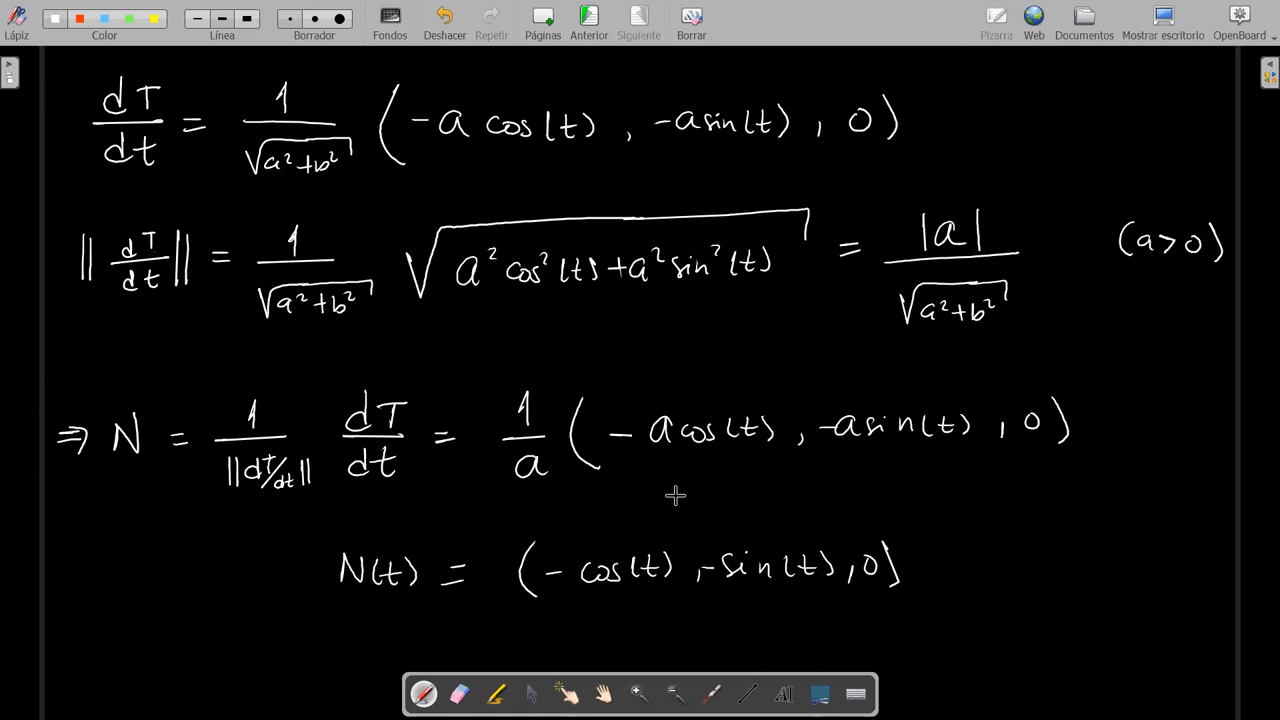 Lápiz Color Línea Borrador Fondos Deshacer Repetir Páginas Anterior Siguiente Borrar Pizarra Web Documentos Mostrar escritorio OpenBoard
dT/dt = 1/√(a²+b²) (-a cos(t), -a sin(t), 0)
‖dT/dt‖ = 1/√(a²+b²) √(a² cos²(t)+a² sin²(t)) = |a|/√(a²+b²) (a>0)
⇒ N = 1/‖dT/dt‖ dT/dt = 1/a (-a cos(t), -a sin(t), 0)
N(t) = (-cos(t), -sin(t), 0)
AI